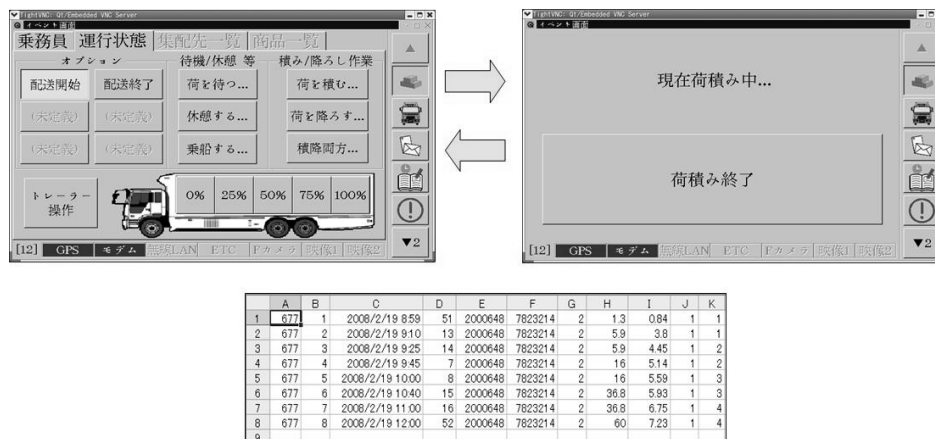 TightVNC: Qt/Embedded VNC Server
イベント画面
乗務員 運行状態 集配先一覧 商品一覧
オプション 待機/休憩 等 積み/降ろし作業
配送開始 配送終了 荷を待つ... 荷を積む...
(未定義) (未定義) 休憩する... 荷を降ろす...
(未定義) (未定義) 乗船する... 積降両方...
トレーラー
操作
0% 25% 50% 75% 100%
▼2
[12] GPS モデム 無線LAN ETC Fカメラ 映像1 映像2
TightVNC: Qt/Embedded VNC Server
イベント画面
現在荷積み中...
荷積み終了
▼2
[12] GPS モデム 無線LAN ETC Fカメラ 映像1 映像2
A B C D E F G H I J K
1 677 1 2008/2/19 8:59 51 2000648 7823214 2 1.3 0.84 1 1
2 677 2 2008/2/19 9:10 13 2000648 7823214 2 5.9 3.8 1 1
3 677 3 2008/2/19 9:25 14 2000648 7823214 2 5.9 4.45 1 2
4 677 4 2008/2/19 9:45 7 2000648 7823214 2 16 5.14 1 2
5 677 5 2008/2/19 10:00 8 2000648 7823214 2 16 5.59 1 3
6 677 6 2008/2/19 10:40 15 2000648 7823214 2 36.8 5.93 1 3
7 677 7 2008/2/19 11:00 16 2000648 7823214 2 36.8 6.75 1 4
8 677 8 2008/2/19 12:00 52 2000648 7823214 2 60 7.23 1 4
9